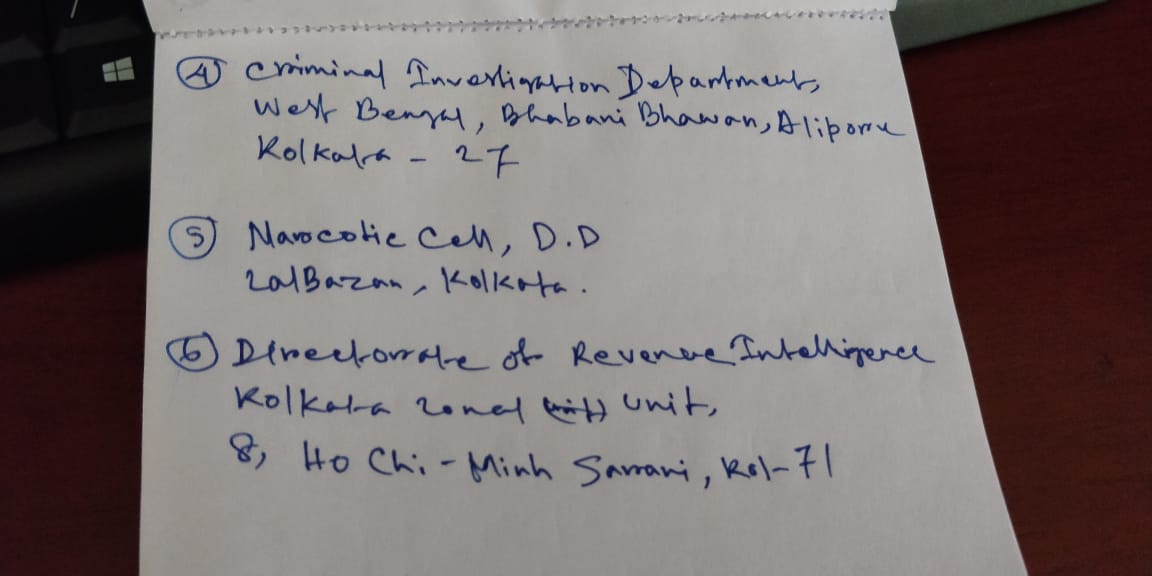 ④ Criminal Investigation Department,
West Bengal, Bhabani Bhawan, Alipore
Kolkata - 27
⑤ Narcotic Cell, D.D
LalBazar, Kolkata.
⑥ Directorate of Revenue Intelligence
Kolkata zonal (unit) unit,
8, Ho Chi-Minh Sarani, Kol-71